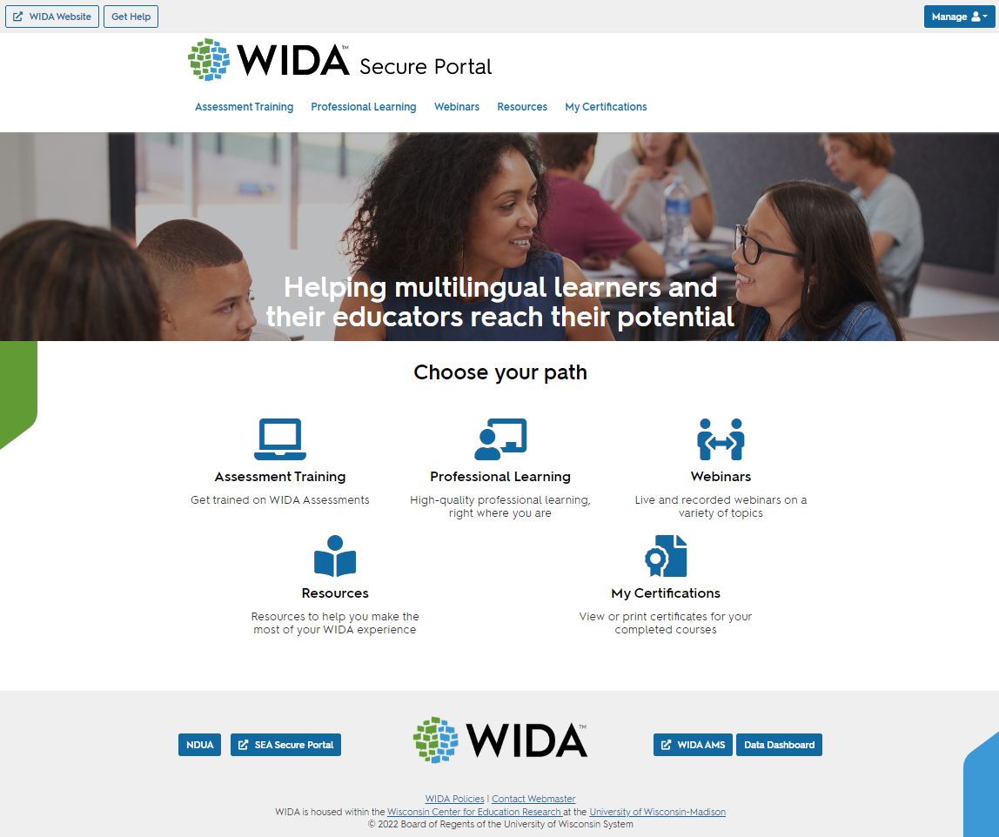 WIDA Website
Get Help
Manage
WIDA™ Secure Portal
Assessment Training
Professional Learning
Webinars
Resources
My Certifications
Helping multilingual learners and
their educators reach their potential
Choose your path
Assessment Training
Get trained on WIDA Assessments
Professional Learning
High-quality professional learning,
right where you are
Webinars
Live and recorded webinars on a
variety of topics
Resources
Resources to help you make the
most of your WIDA experience
My Certifications
View or print certificates for your
completed courses
NDUA
SEA Secure Portal
WIDA™
WIDA AMS
Data Dashboard
WIDA Policies | Contact Webmaster
WIDA is housed within the Wisconsin Center for Education Research at the University of Wisconsin-Madison
© 2022 Board of Regents of the University of Wisconsin System